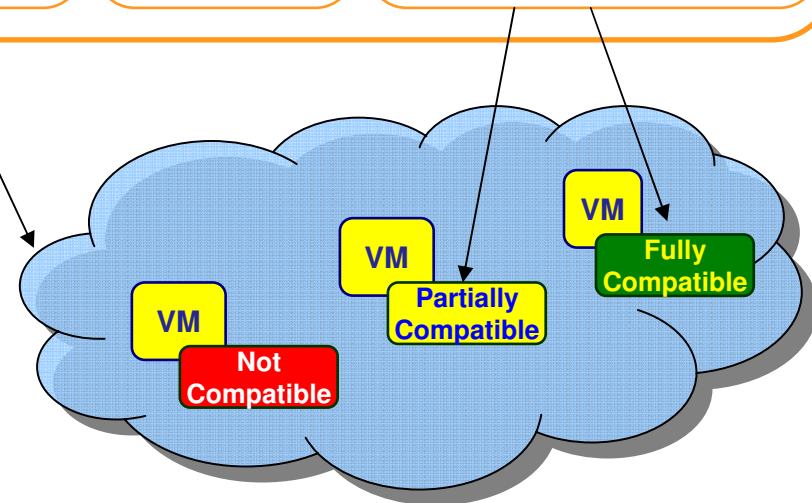 VM
Fully
Compatible
VM
Partially
Compatible
VM
Not
Compatible